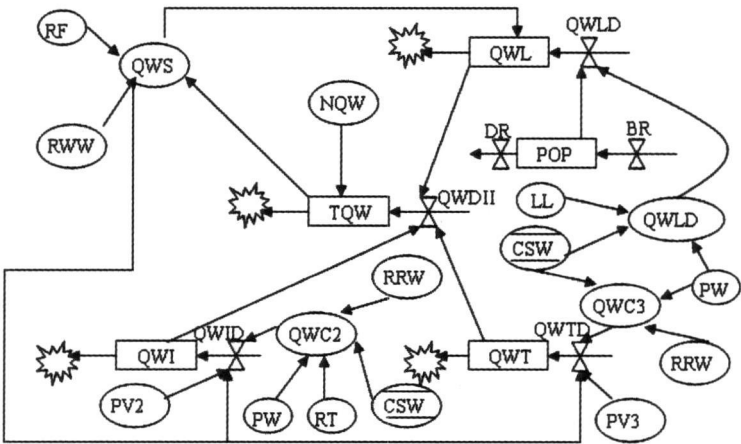 RF
QWLD
QWS
QWL
NQW
RWW
DR
BR
POP
LL
QWDII
TQW
QWLD
CSW
RRW
PW
QWC3
QWID
QWC2
QWTD
QWI
QWT
RRW
PV2
PW
RT
CSW
PV3